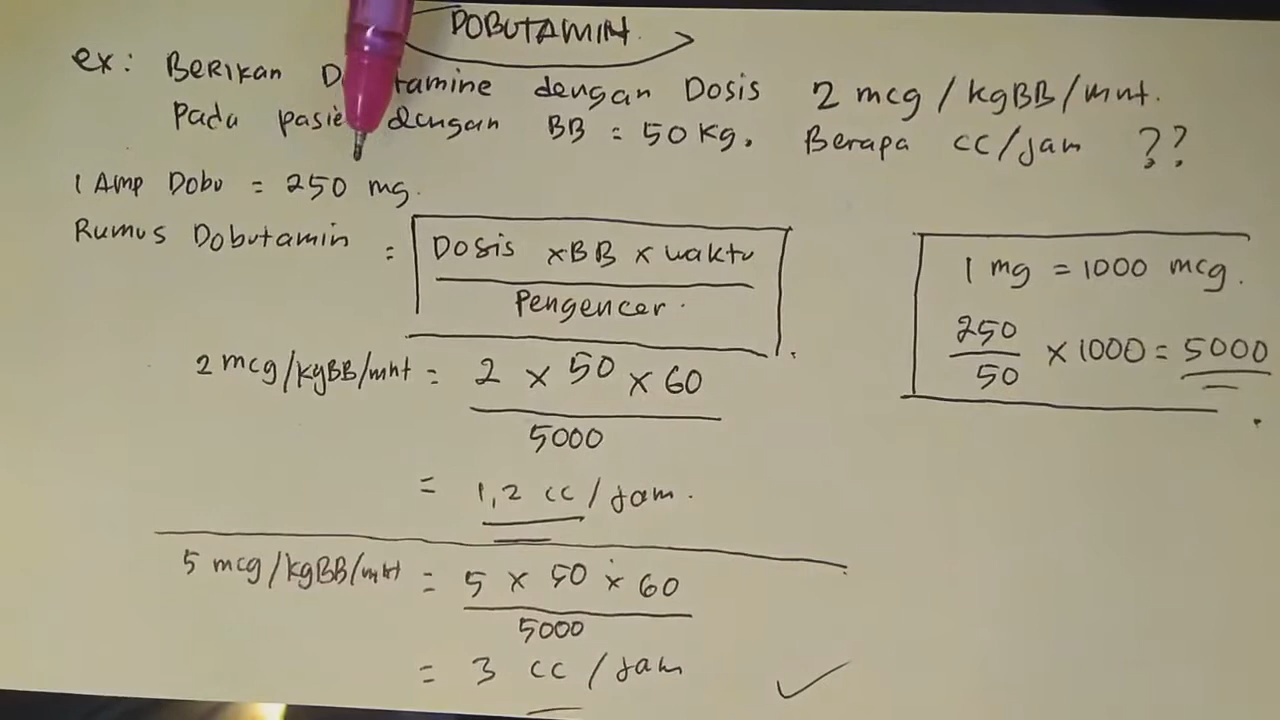 DOBUTAMIN.
ex: Berikan D tamine dengan Dosis 2 mcg/kgBB/mnt.
Pada pasie dengan BB = 50 kg. Berapa cc/jam ??
1 Amp Dobu = 250 mg.
Rumus Dobutamin = Dosis x BB x waktu
Pengencer.
1 mg = 1000 mcg.
250
50 x 1000 = 5000
2 mcg/kgBB/mnt = 2 x 50 x 60
5000
= 1,2 cc/jam.
5 mcg/kgBB/mnt = 5 x 50 x 60
5000
= 3 cc/jam